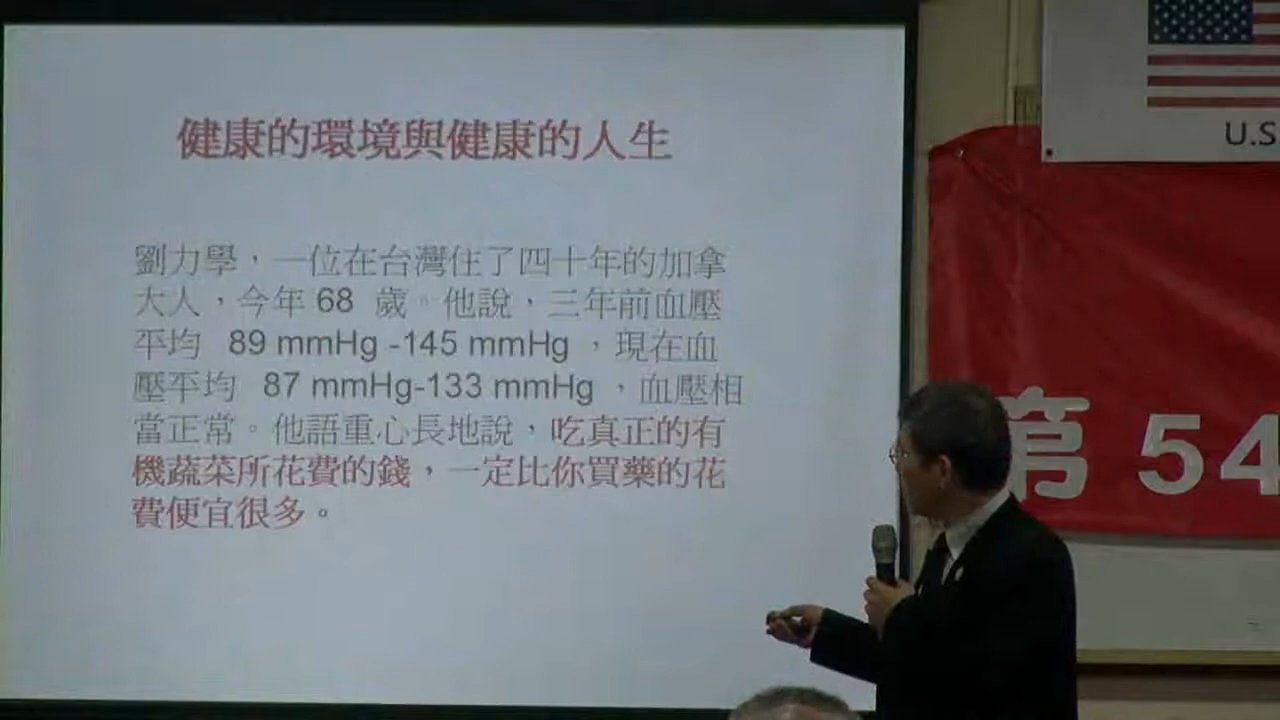 健康的環境與健康的人生
劉力學，一位在台灣住了四十年的加拿
大人，今年 68 歲。他說，三年前血壓
平均 89 mmHg -145 mmHg ，現在血
壓平均 87 mmHg-133 mmHg ，血壓相
當正常。他語重心長地說，吃真正的有
機蔬菜所花費的錢，一定比你買藥的花
費便宜很多。
U.S
第 54